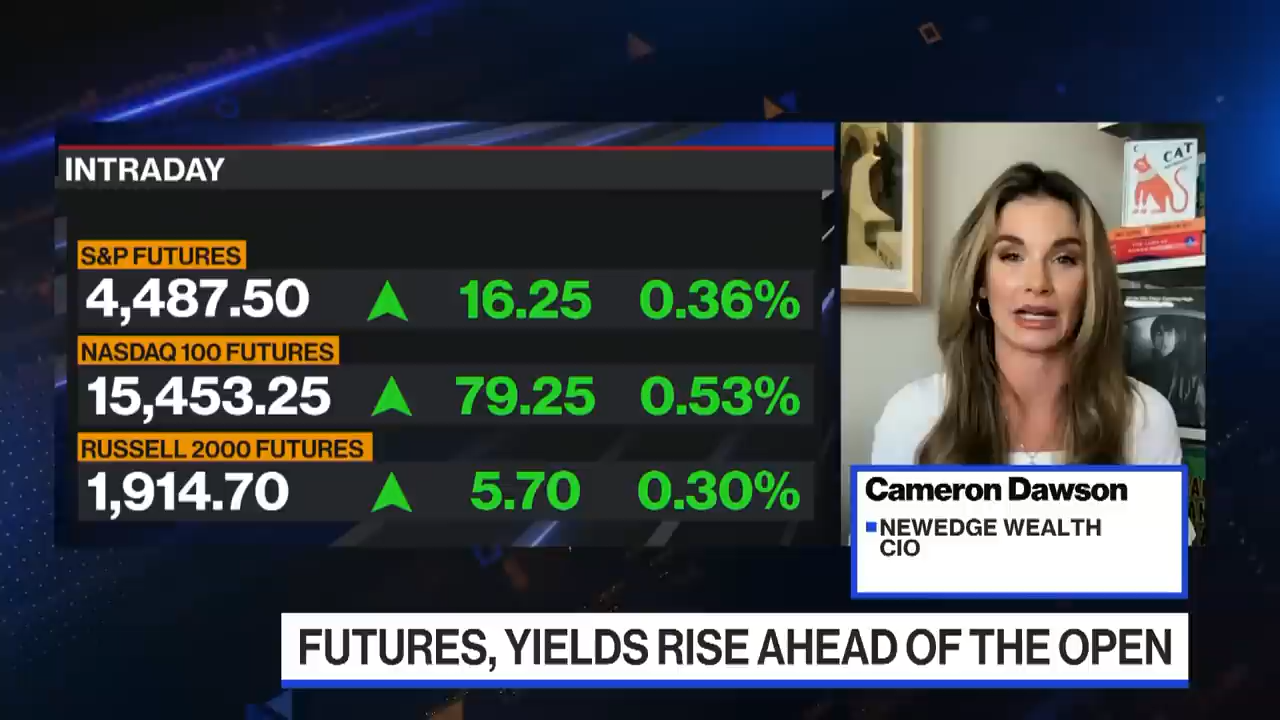 INTRADAY
S&P FUTURES
4,487.50 16.25 0.36%
NASDAQ 100 FUTURES
15,453.25 79.25 0.53%
RUSSELL 2000 FUTURES
1,914.70 5.70 0.30%
C CAT
Cameron Dawson
NEWEDGE WEALTH
CIO
FUTURES, YIELDS RISE AHEAD OF THE OPEN